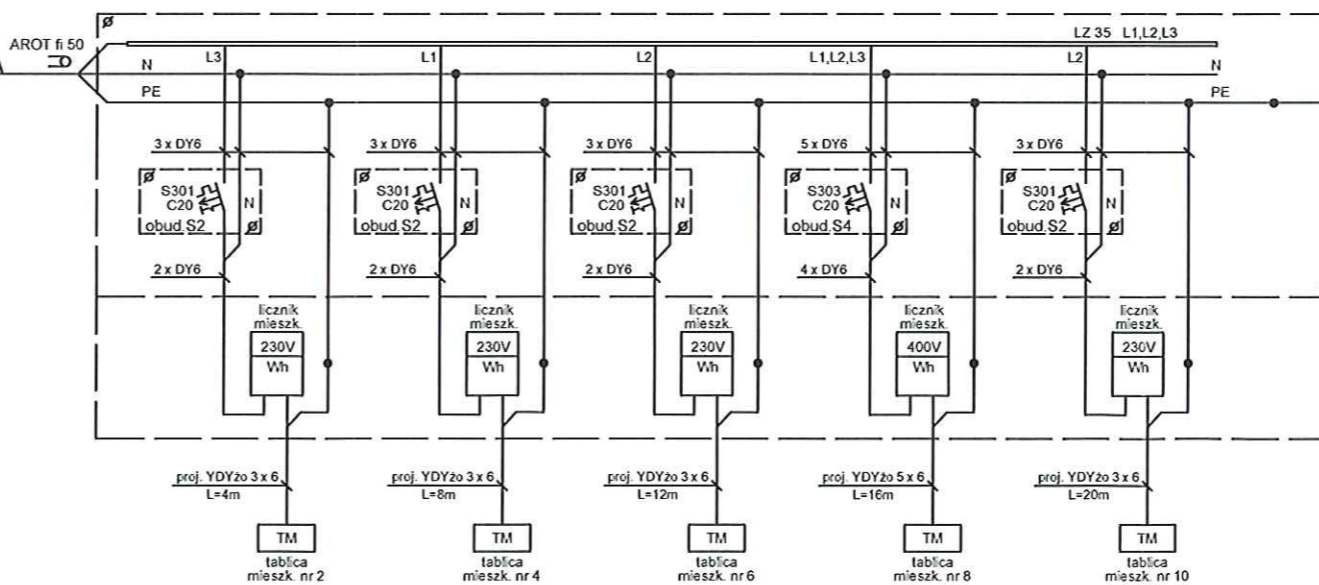 AROT fi 50
LZ 35 L1,L2,L3
L3
L1
L2
L1,L2,L3
L2
N
N
PE
PE
3 x DY6
3 x DY6
3 x DY6
5 x DY6
3 x DY6
S301
C20
N
obud.S2
S301
C20
N
obud.S2
S301
C20
N
obud.S2
S303
C20
N
obud.S4
S301
C20
N
obud.S2
2 x DY6
2 x DY6
2 x DY6
4 x DY6
2 x DY6
licznik
mieszk.
230V
Wh
licznik
mieszk.
230V
Wh
licznik
mieszk.
230V
Wh
licznik
mieszk.
400V
Wh
licznik
mieszk.
230V
Wh
proj. YDYżo 3 x 6
L=4m
proj. YDYżo 3 x 6
L=8m
proj. YDYżo 3 x 6
L=12m
proj. YDYżo 5 x 6
L=16m
proj. YDYżo 3 x 6
L=20m
TM
tablica
mieszk. nr 2
TM
tablica
mieszk. nr 4
TM
tablica
mieszk. nr 6
TM
tablica
mieszk. nr 8
TM
tablica
mieszk. nr 10